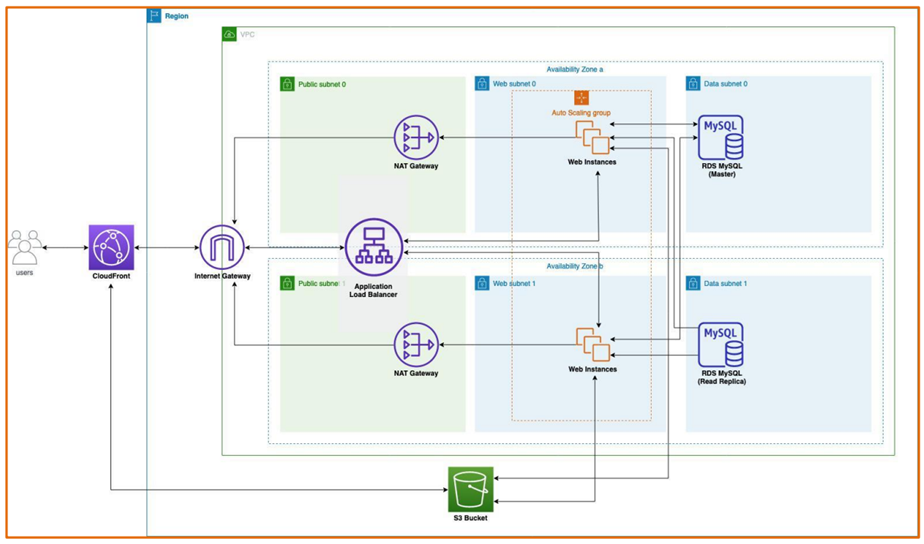 Region
VPC
Availability Zone a
Public subnet 0
Web subnet 0
Data subnet 0
Auto Scaling group
MySQL
NAT Gateway
Web Instances
RDS MySQL
(Master)
users
CloudFront
Internet Gateway
Application
Load Balancer
Availability Zone b
Public subnet 1
Web subnet 1
Data subnet 1
MySQL
NAT Gateway
Web Instances
RDS MySQL
(Read Replica)
S3 Bucket